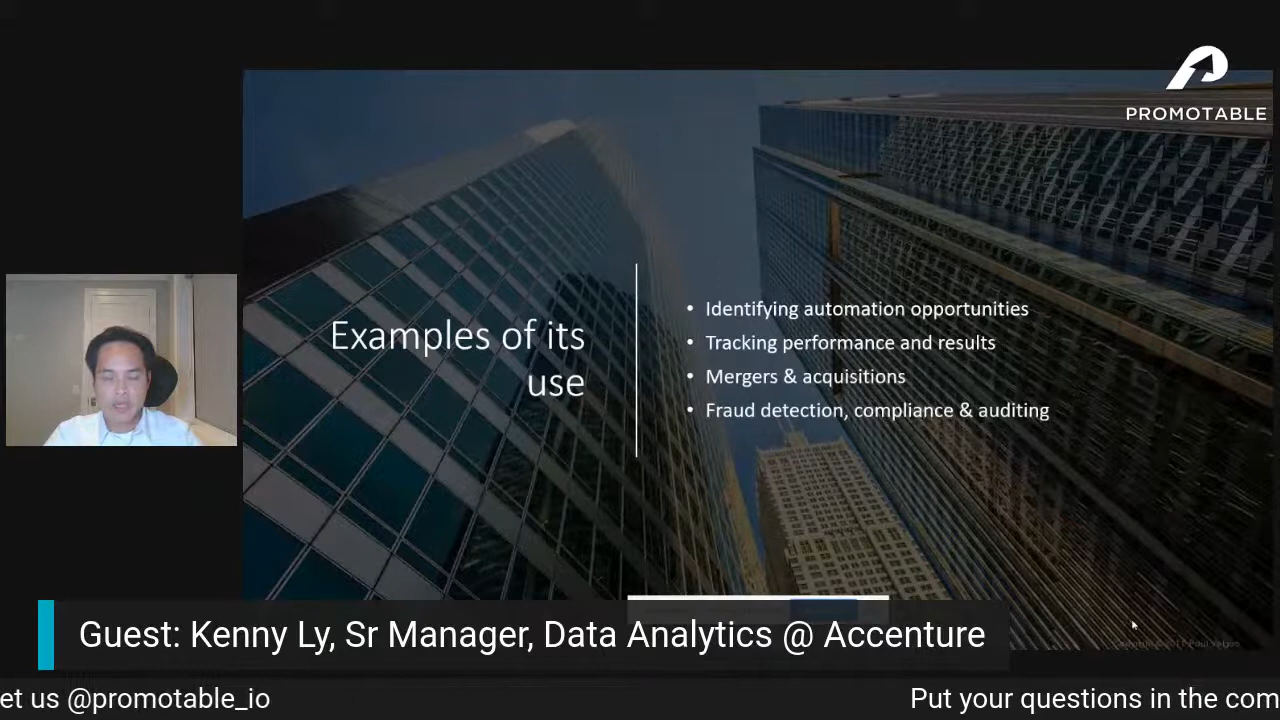 PROMOTABLE
Examples of its
use
• Identifying automation opportunities
• Tracking performance and results
• Mergers & acquisitions
• Fraud detection, compliance & auditing
Guest: Kenny Ly, Sr Manager, Data Analytics @ Accenture
et us @promotable_io
Put your questions in the com